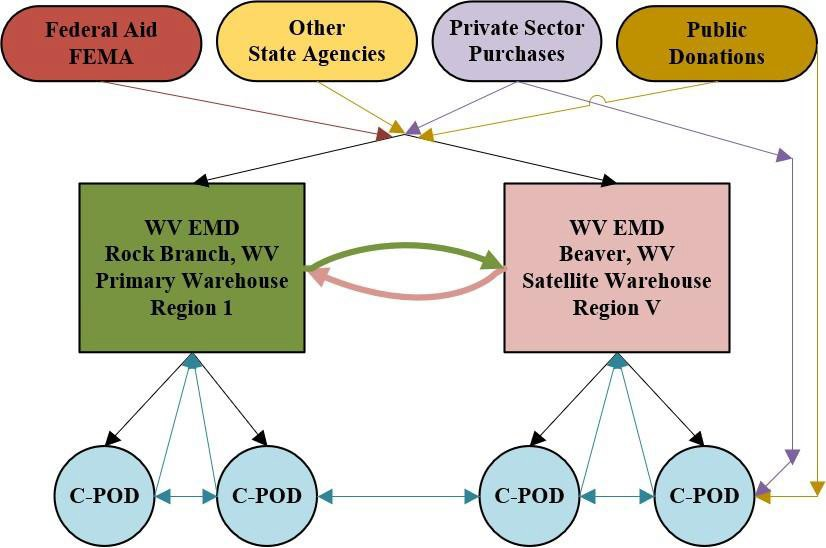 Federal Aid
FEMA
Other
State Agencies
Private Sector
Purchases
Public
Donations
WV EMD
Rock Branch, WV
Primary Warehouse
Region 1
WV EMD
Beaver, WV
Satellite Warehouse
Region V
C-POD
C-POD
C-POD
C-POD